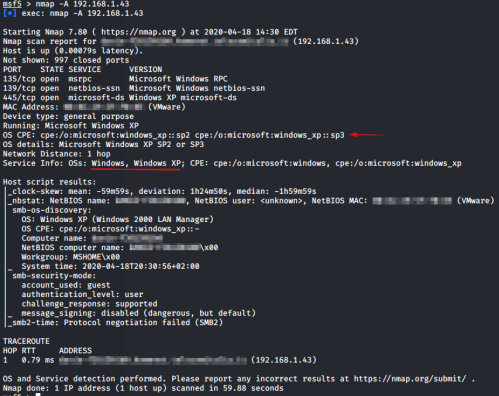 msf5 > nmap -A 192.168.1.43
[*] exec: nmap -A 192.168.1.43
Starting Nmap 7.80 ( https://nmap.org ) at 2020-04-18 14:30 EDT
Nmap scan report for (192.168.1.43)
Host is up (0.00079s latency).
Not shown: 997 closed ports
PORT STATE SERVICE VERSION
135/tcp open msrpc Microsoft Windows RPC
139/tcp open netbios-ssn Microsoft Windows netbios-ssn
445/tcp open microsoft-ds Windows XP microsoft-ds
MAC Address: (VMware)
Device type: general purpose
Running: Microsoft Windows XP
OS CPE: cpe:/o:microsoft:windows_xp::sp2 cpe:/o:microsoft:windows_xp::sp3
OS details: Microsoft Windows XP SP2 or SP3
Network Distance: 1 hop
Service Info: OSs: Windows, Windows XP; CPE: cpe:/o:microsoft:windows, cpe:/o:microsoft:windows_xp
Host script results:
|_clock-skew: mean: -59m59s, deviation: 1h24m50s, median: -1h59m59s
|_nbstat: NetBIOS name: , NetBIOS user: <unknown>, NetBIOS MAC: (VMware)
| smb-os-discovery:
| OS: Windows XP (Windows 2000 LAN Manager)
| OS CPE: cpe:/o:microsoft:windows_xp::-
| Computer name:
| NetBIOS computer name: \x00
| Workgroup: MSHOME\x00
|_ System time: 2020-04-18T20:30:56+02:00
| smb-security-mode:
| account_used: guest
| authentication_level: user
| challenge_response: supported
|_ message_signing: disabled (dangerous, but default)
|_smb2-time: Protocol negotiation failed (SMB2)
TRACEROUTE
HOP RTT ADDRESS
1 0.79 ms (192.168.1.43)
OS and Service detection performed. Please report any incorrect results at https://nmap.org/submit/ .
Nmap done: 1 IP address (1 host up) scanned in 59.88 seconds